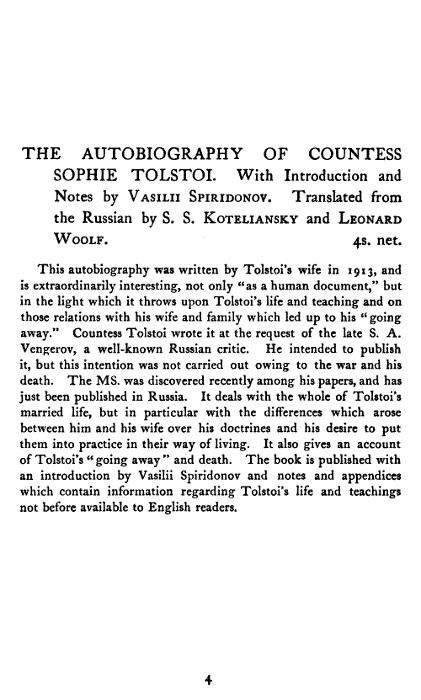 THE AUTOBIOGRAPHY OF COUNTESS
SOPHIE TOLSTOI. With Introduction and
Notes by VASILII SPIRIDONOV. Translated from
the Russian by S. S. KOTELIANSKY and LEONARD
WOOLF. 4s. net.
This autobiography was written by Tolstoi's wife in 1913, and
is extraordinarily interesting, not only "as a human document," but
in the light which it throws upon Tolstoi's life and teaching and on
those relations with his wife and family which led up to his "going
away." Countess Tolstoi wrote it at the request of the late S. A.
Vengerov, a well-known Russian critic. He intended to publish
it, but this intention was not carried out owing to the war and his
death. The MS. was discovered recently among his papers, and has
just been published in Russia. It deals with the whole of Tolstoi's
married life, but in particular with the differences which arose
between him and his wife over his doctrines and his desire to put
them into practice in their way of living. It also gives an account
of Tolstoi's "going away" and death. The book is published with
an introduction by Vasilii Spiridonov and notes and appendices
which contain information regarding Tolstoi's life and teachings
not before available to English readers.
4